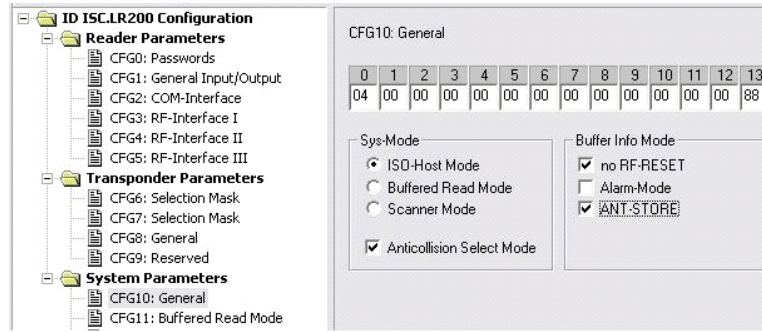 ID ISC.LR200 Configuration
Reader Parameters
CFG0: Passwords
CFG1: General Input/Output
CFG2: COM-Interface
CFG3: RF-Interface I
CFG4: RF-Interface II
CFG5: RF-Interface III
Transponder Parameters
CFG6: Selection Mask
CFG7: Selection Mask
CFG8: General
CFG9: Reserved
System Parameters
CFG10: General
CFG11: Buffered Read Mode
CFG10: General
0 1 2 3 4 5 6 7 8 9 10 11 12 13
04 00 00 00 00 00 00 00 00 00 00 00 00 88
Sys-Mode
ISO-Host Mode
Buffered Read Mode
Scanner Mode
Anticollision Select Mode
Buffer Info Mode
no RF-RESET
Alarm-Mode
ANT-STORE